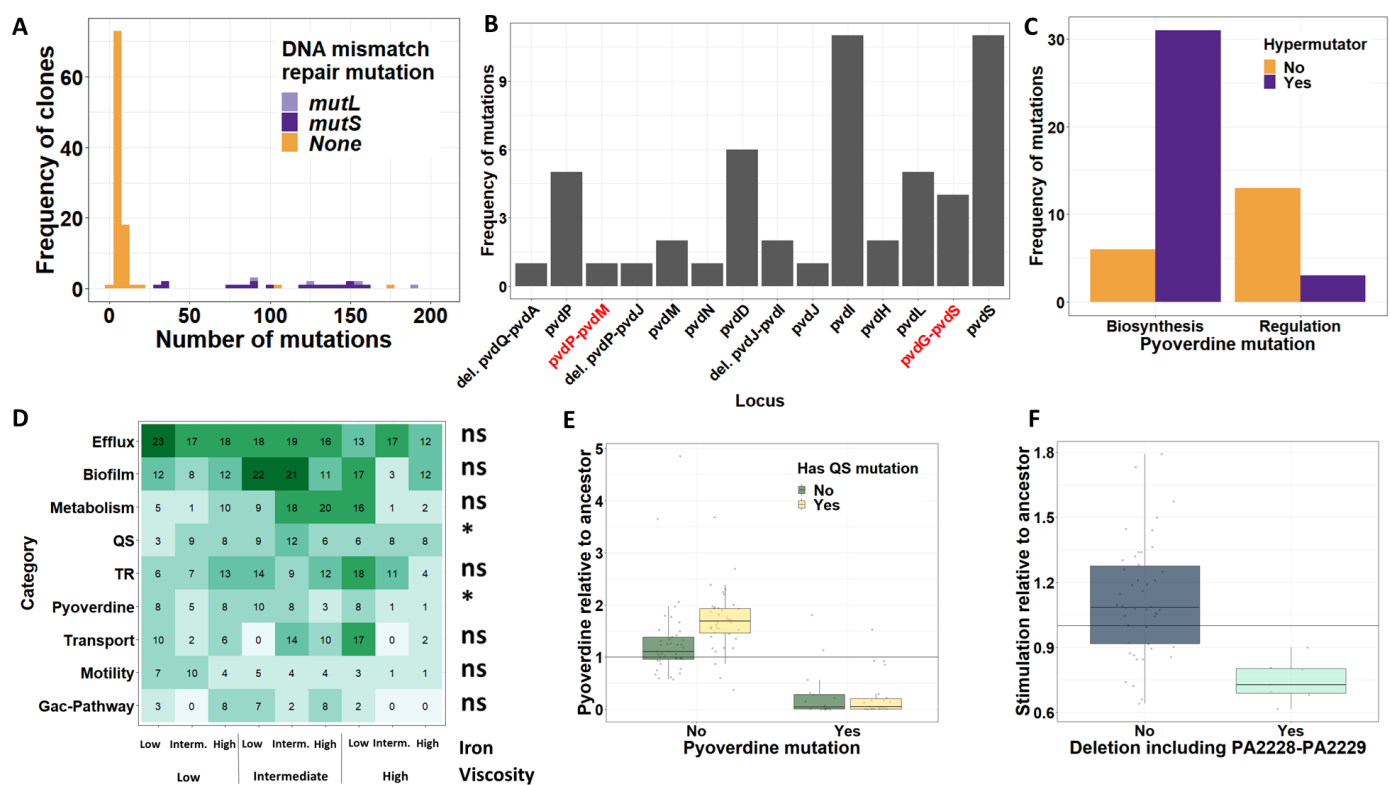 A
DNA mismatch
repair mutation
mutL
mutS
None
Frequency of clones
60
40
20
0
0
50
100
150
200
Number of mutations
B
Frequency of mutations
9
6
3
0
del. pvdQ-pvdA
pvdP
pvdP-pvdM
del. pvdP-pvdJ
pvdM
pvdN
pvdD
del. pvdJ-pvdI
pvdJ
pvdI
pvdH
pvdL
pvdG-pvdS
pvdS
Locus
C
Hypermutator
No
Yes
Frequency of mutations
30
20
10
0
Biosynthesis
Regulation
Pyoverdine mutation
D
Category
Efflux 23 17 18 18 19 16 13 17 12 ns
Biofilm 12 8 12 22 21 11 17 3 12 ns
Metabolism 5 1 10 9 18 20 16 1 2 ns
QS 3 9 8 9 12 6 6 8 8 *
TR 6 7 13 14 9 12 18 11 4 ns
Pyoverdine 8 5 8 10 8 3 8 1 1 *
Transport 10 2 6 0 14 10 17 0 2 ns
Motility 7 10 4 5 4 4 3 1 1 ns
Gac-Pathway 3 0 8 7 2 8 2 0 0 ns
Low Interm. High Low Interm. High Low Interm. High Iron
Low Intermediate High Viscosity
E
Has QS mutation
No
Yes
Pyoverdine relative to ancestor
5
4
3
2
1
0
No
Yes
Pyoverdine mutation
F
Stimulation relative to ancestor
1.8
1.5
1.2
0.9
0.6
No
Yes
Deletion including PA2228-PA2229